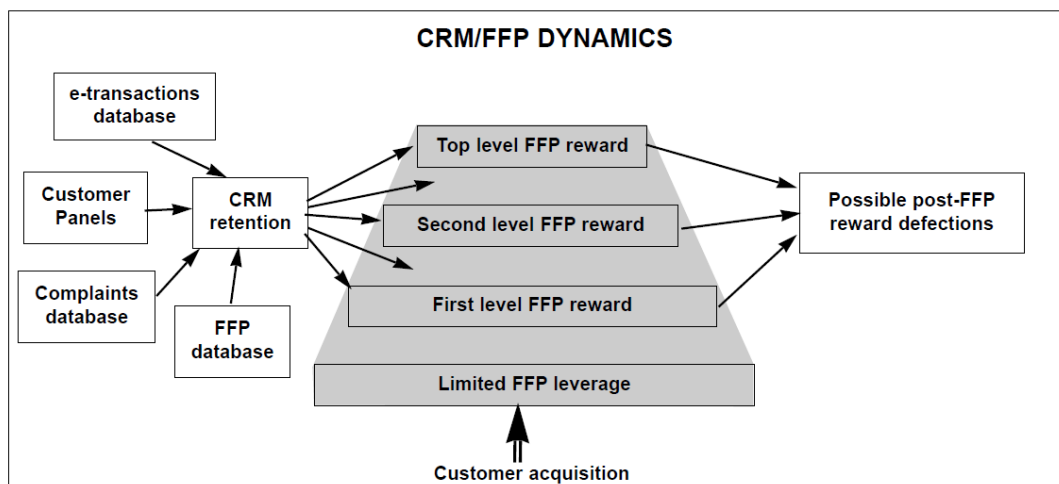 CRM/FFP DYNAMICS
e-transactions
database
Customer
Panels
CRM
retention
Complaints
database
FFP
database
Top level FFP reward
Second level FFP reward
First level FFP reward
Limited FFP leverage
Customer acquisition
Possible post-FFP
reward defections